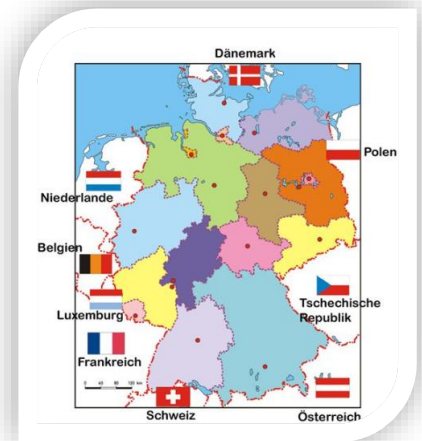 Dänemark
Polen
Niederlande
Belgien
Luxemburg
Tschechische
Republik
Frankreich
Schweiz
Österreich